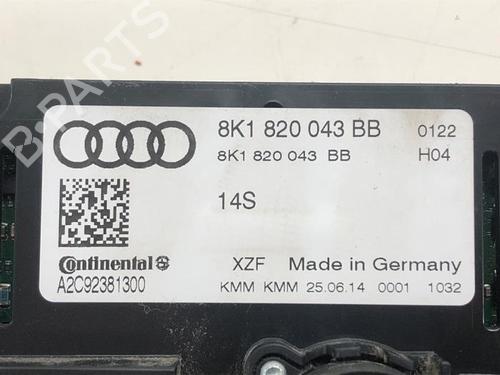 8K1 820 043 BB 0122
8K1 820 043 BB H04
14S
Continental XZF Made in Germany
A2C92381300 KMM KMM 25.06.14 0001 1032
B-PARTS